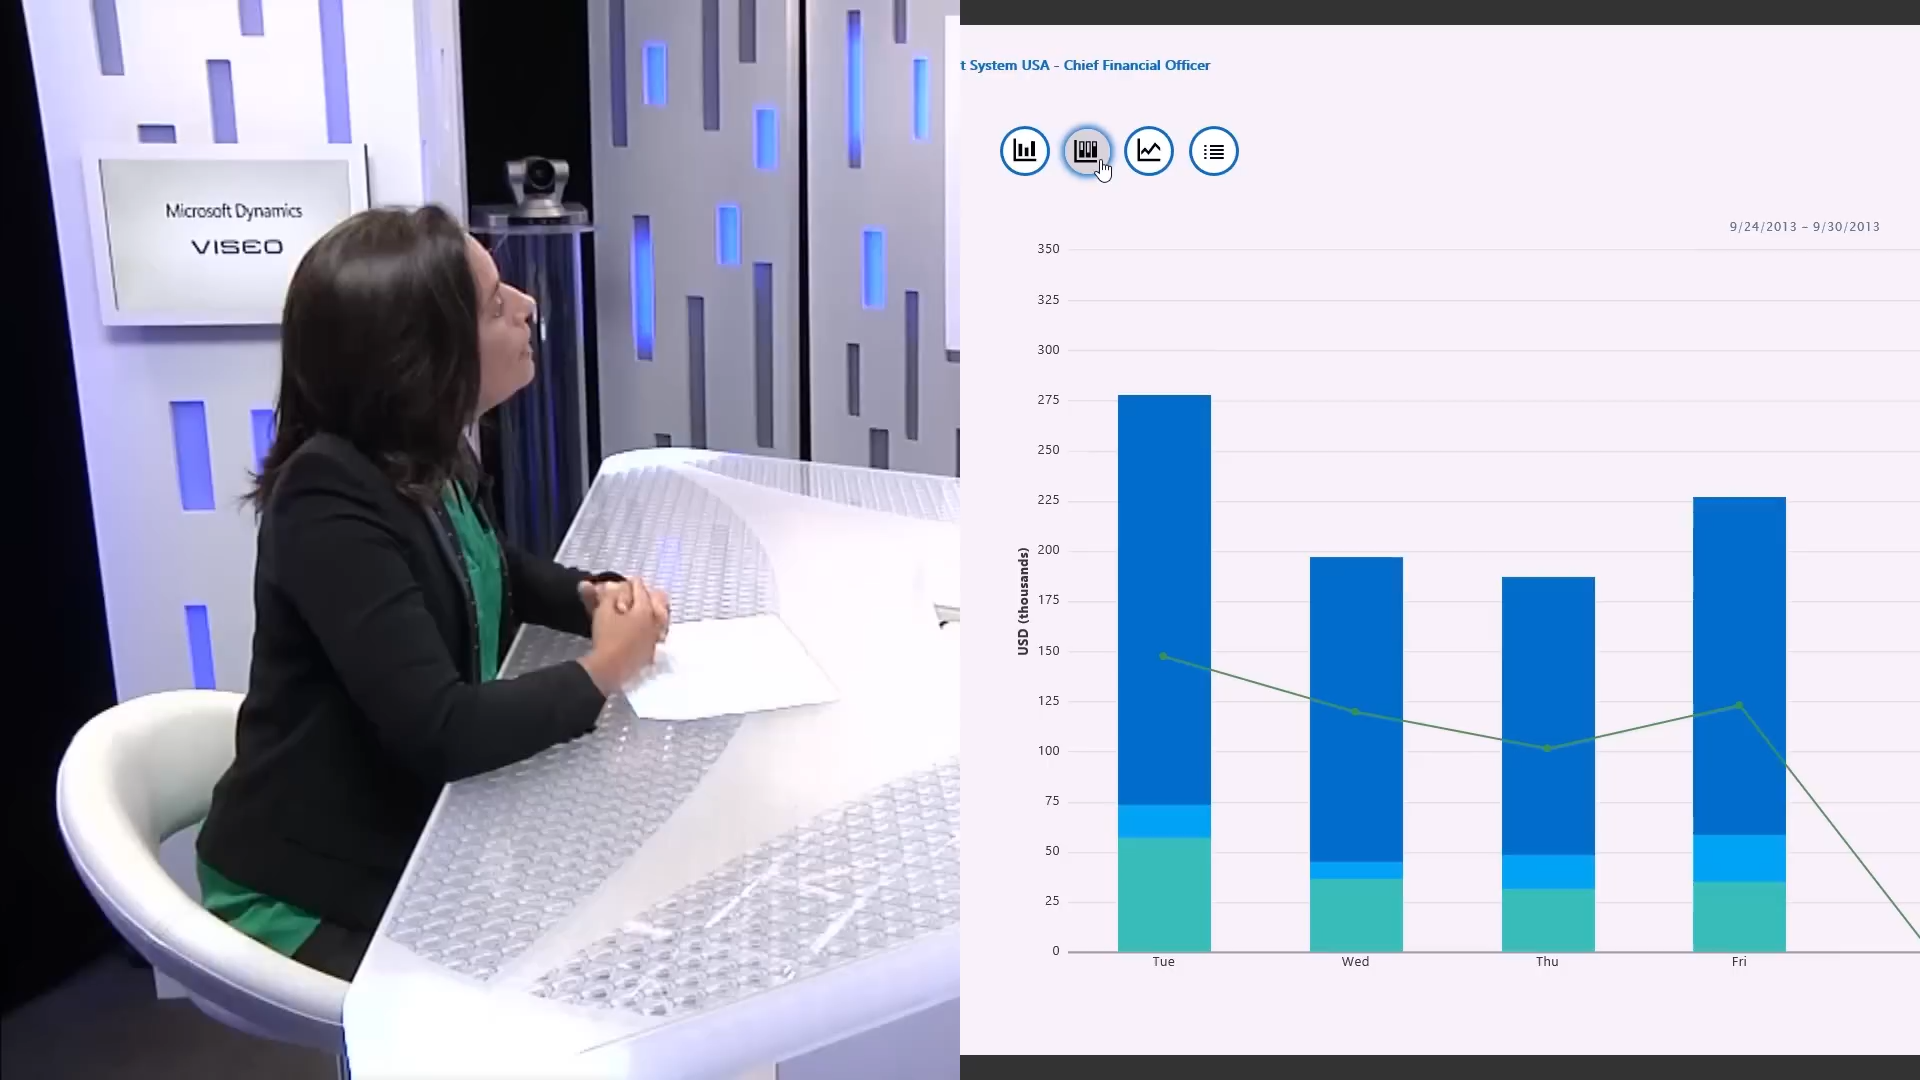 Microsoft Dynamics
VISEO
t System USA - Chief Financial Officer
9/24/2013 – 9/30/2013
350
325
300
275
250
225
200
175
150
125
100
75
50
25
0
USD (thousands)
Tue
Wed
Thu
Fri